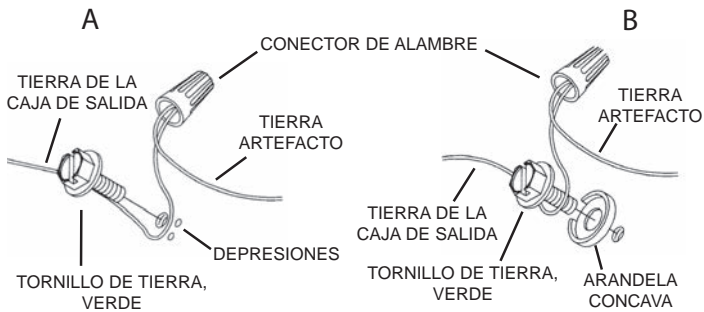 A
B
CONECTOR DE ALAMBRE
TIERRA DE LA
CAJA DE SALIDA
TIERRA
ARTEFACTO
DEPRESIONES
TORNILLO DE TIERRA,
VERDE
TIERRA
ARTEFACTO
TIERRA DE LA
CAJA DE SALIDA
TORNILLO DE TIERRA,
VERDE
ARANDELA
CONCAVA